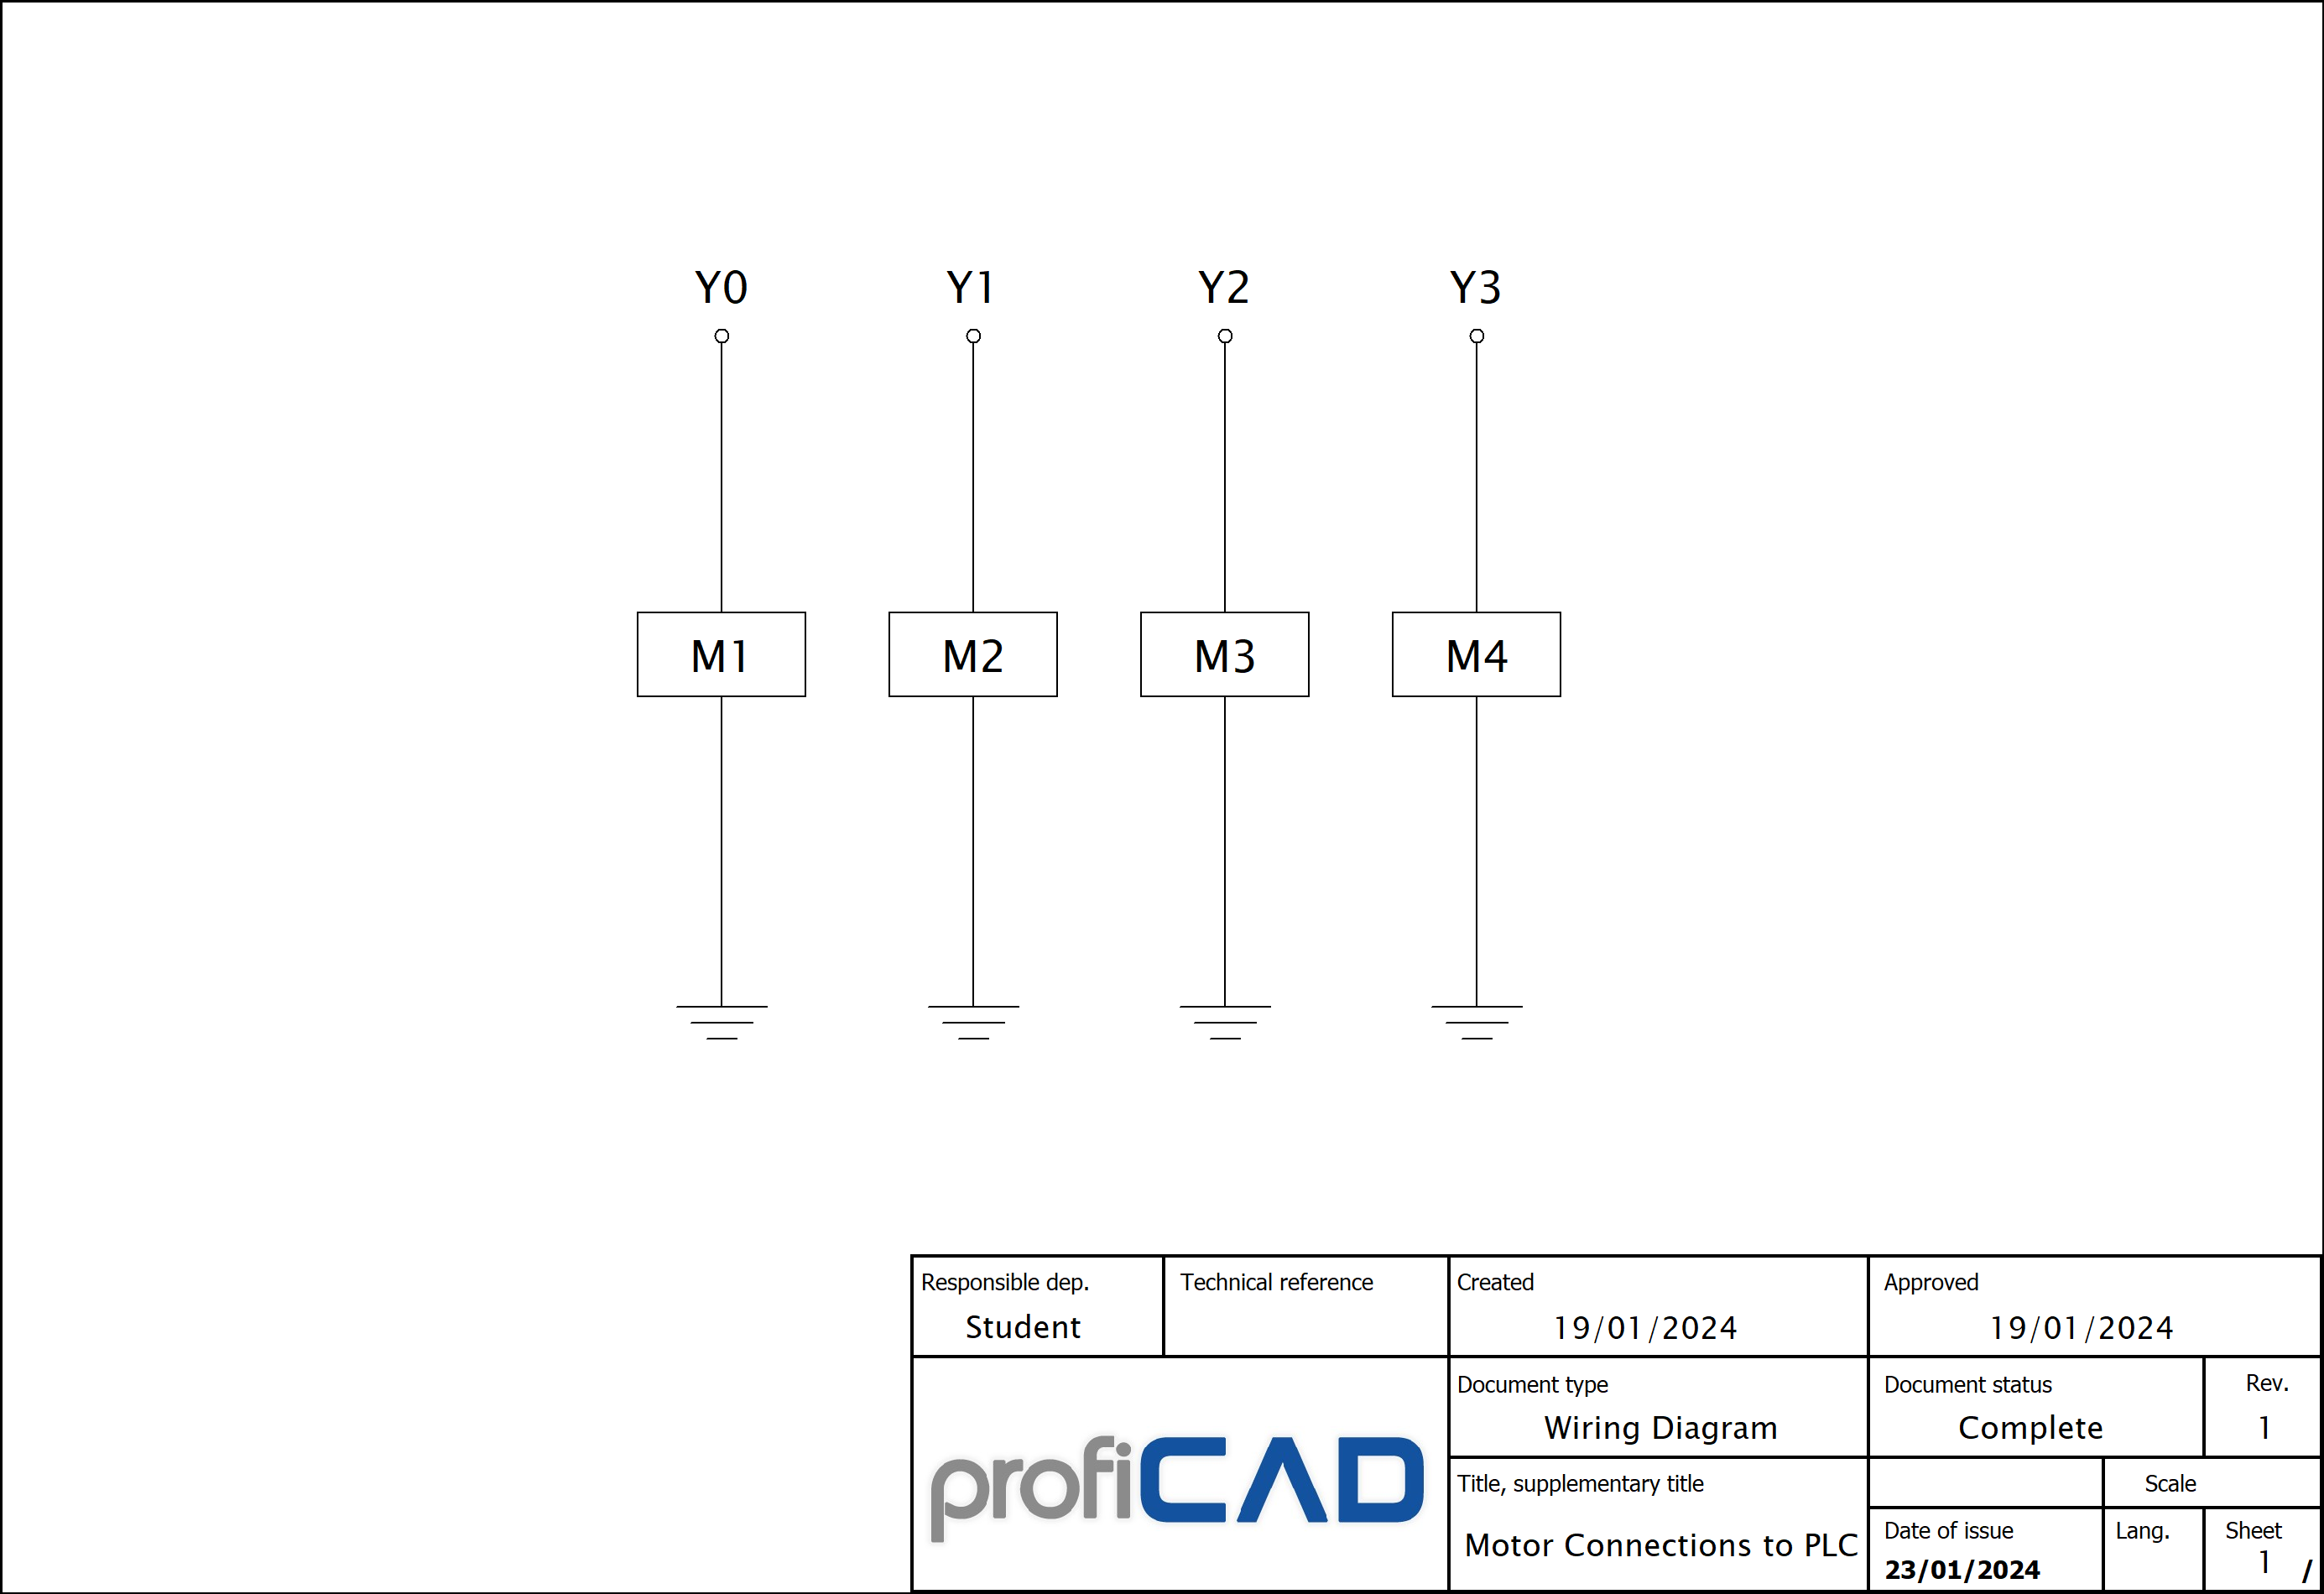 Y0 Y1 Y2 Y3
M1 M2 M3 M4
Responsible dep. Technical reference Created Approved
Student 19/01/2024 19/01/2024
Document type Document status Rev.
Wiring Diagram Complete 1
profiCAD
Title, supplementary title Scale
Motor Connections to PLC
Date of issue Lang. Sheet
23/01/2024 1 /